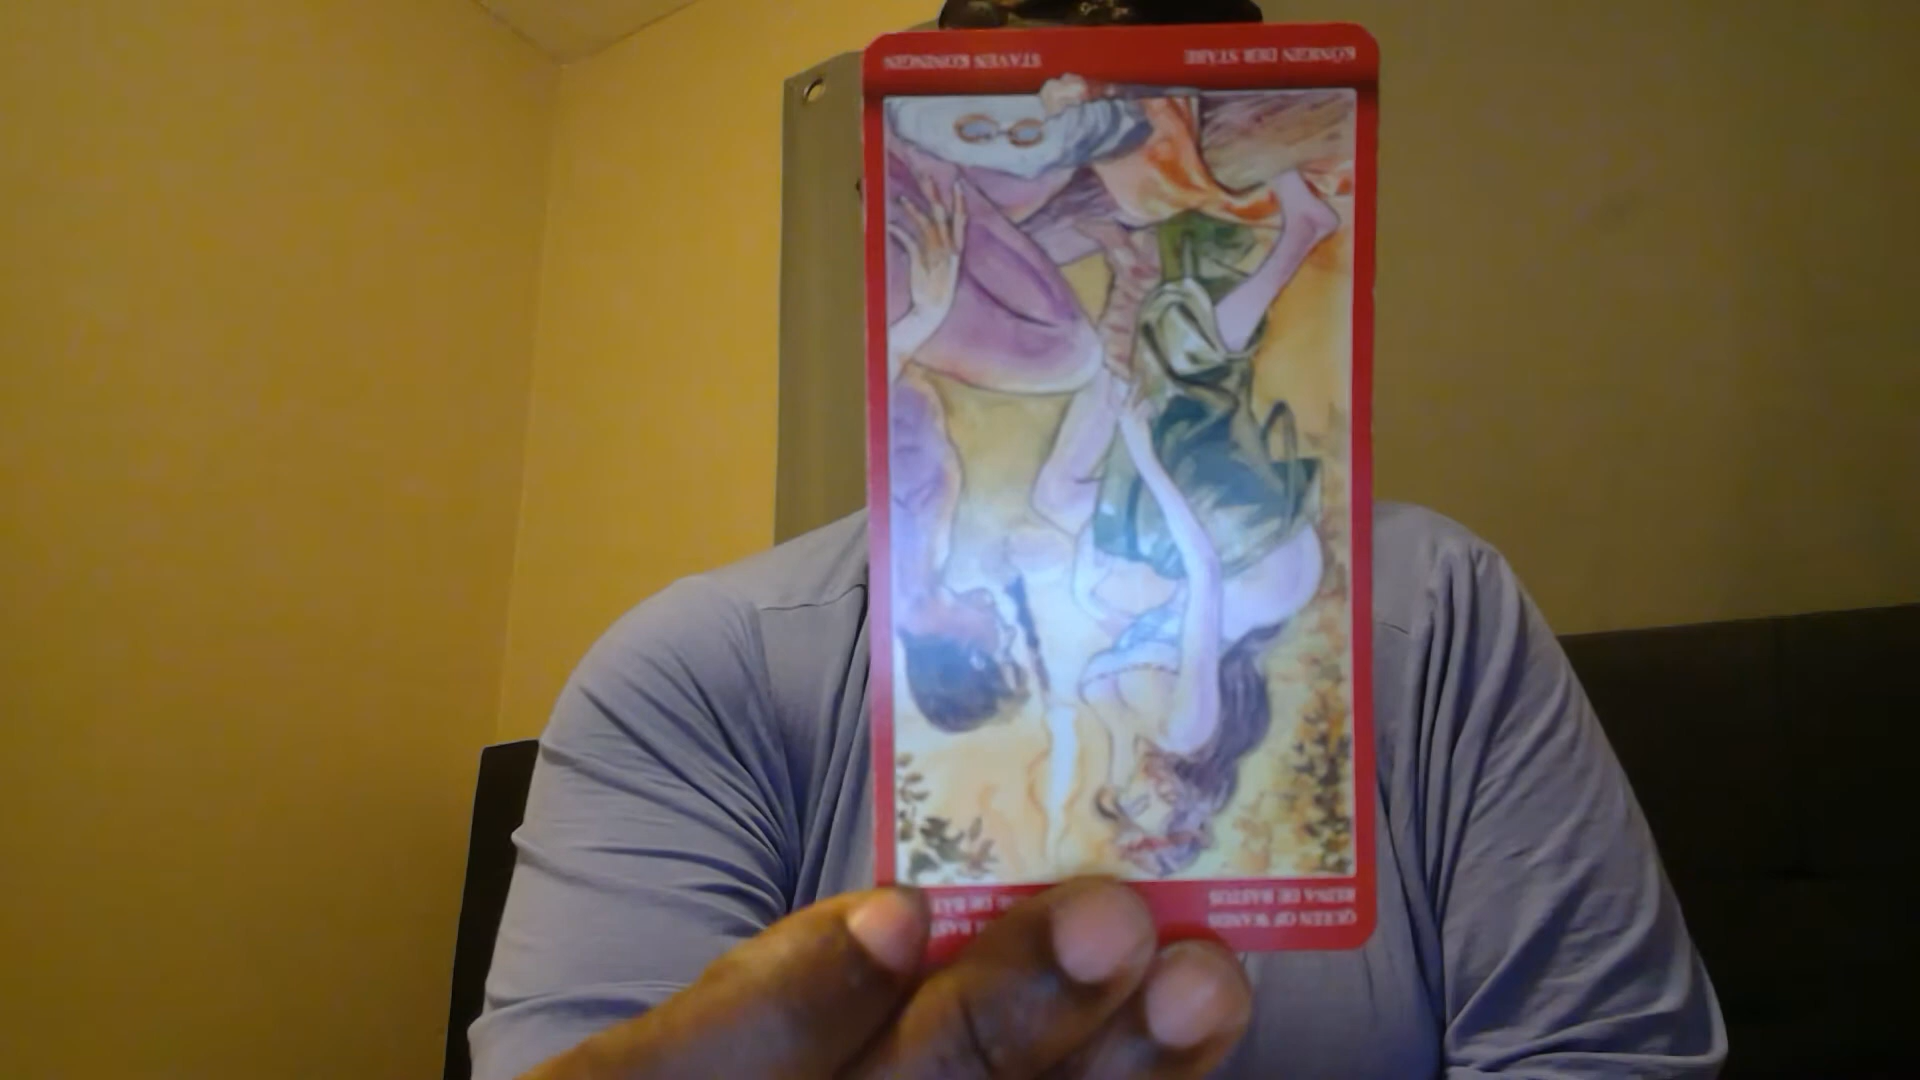 QUEEN OF WANDS
REINA DE BASTOS
KÖNIGIN DER STÄBE
STAVEN KONINGIN